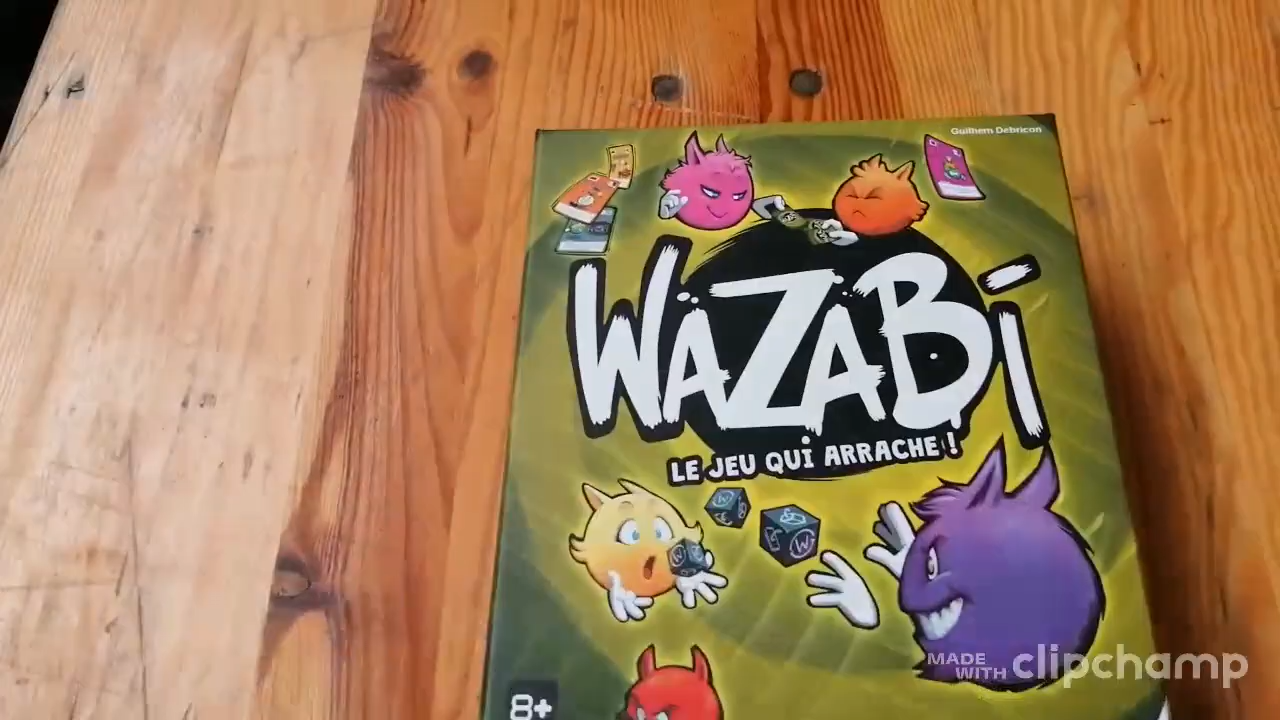 Guilhem Debricon
WAZABi
LE JEU QUi ARRACHE !
8+
MADE
WITH clipchamp